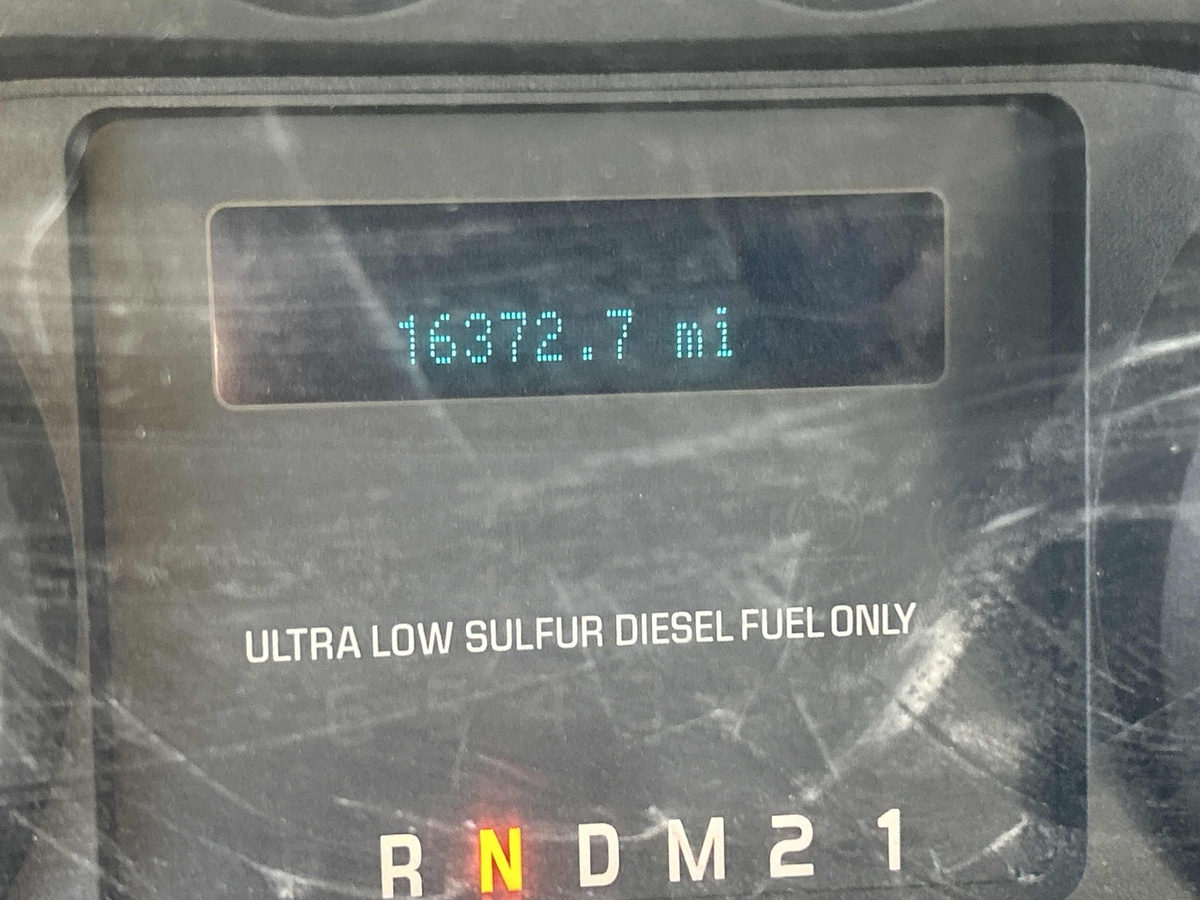 16372.7 mi
ULTRA LOW SULFUR DIESEL FUEL ONLY
R N D M 2 1